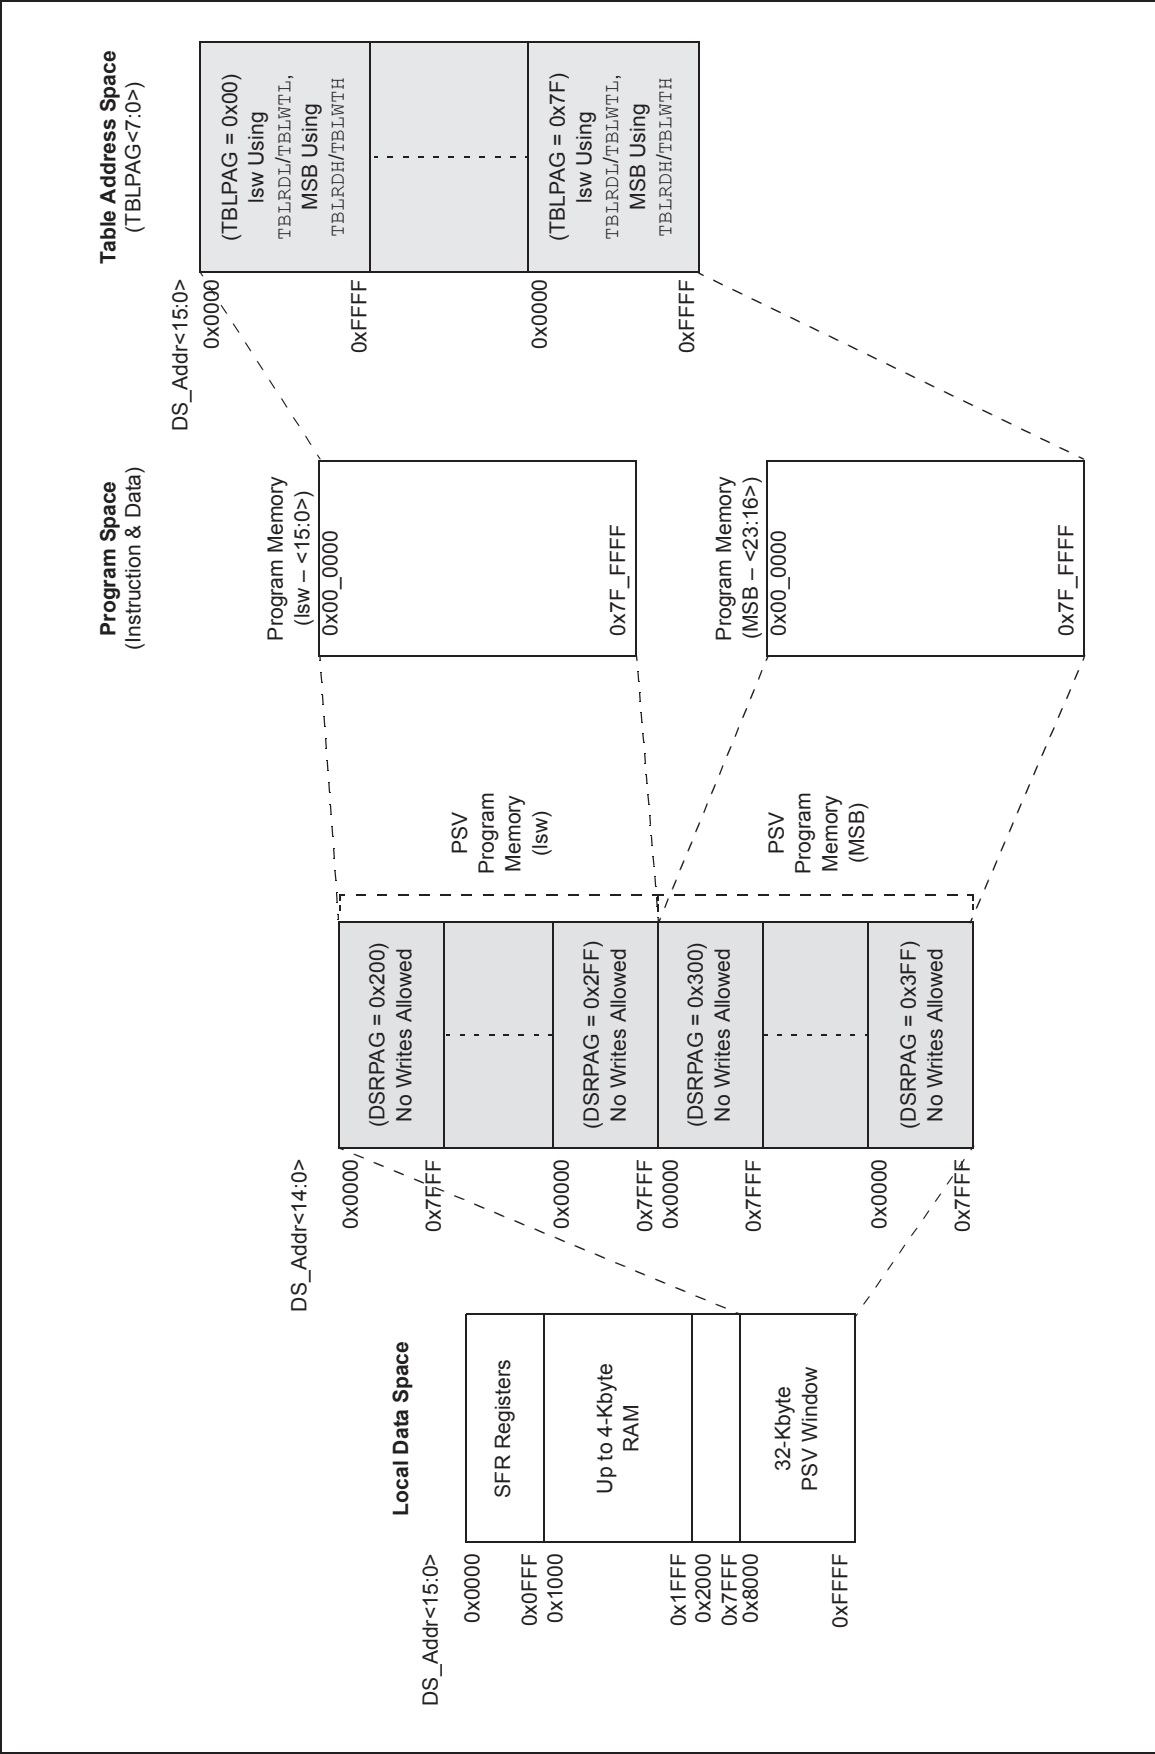 Local Data Space
DS_Addr<15:0>
0x0000
SFR Registers
0x0FFF
0x1000
Up to 4-Kbyte
RAM
0x1FFF
0x2000
0x7FFF
0x8000
32-Kbyte
PSV Window
0xFFFF
DS_Addr<14:0>
0x0000
(DSRPAG = 0x200)
No Writes Allowed
0x7FFF
0x0000
(DSRPAG = 0x2FF)
No Writes Allowed
0x7FFF
0x0000
(DSRPAG = 0x300)
No Writes Allowed
0x7FFF
0x0000
(DSRPAG = 0x3FF)
No Writes Allowed
0x7FFF
PSV
Program
Memory
(lsw)
PSV
Program
Memory
(MSB)
Program Space
(Instruction & Data)
Program Memory
(lsw – <15:0>)
0x00_0000
0x7F_FFFF
Program Memory
(MSB – <23:16>)
0x00_0000
0x7F_FFFF
Table Address Space
(TBLPAG<7:0>)
DS_Addr<15:0>
0x0000
(TBLPAG = 0x00)
lsw Using
TBLRDL/TBLWTL,
MSB Using
TBLRDH/TBLWTH
0xFFFF
0x0000
(TBLPAG = 0x7F)
lsw Using
TBLRDL/TBLWTL,
MSB Using
TBLRDH/TBLWTH
0xFFFF